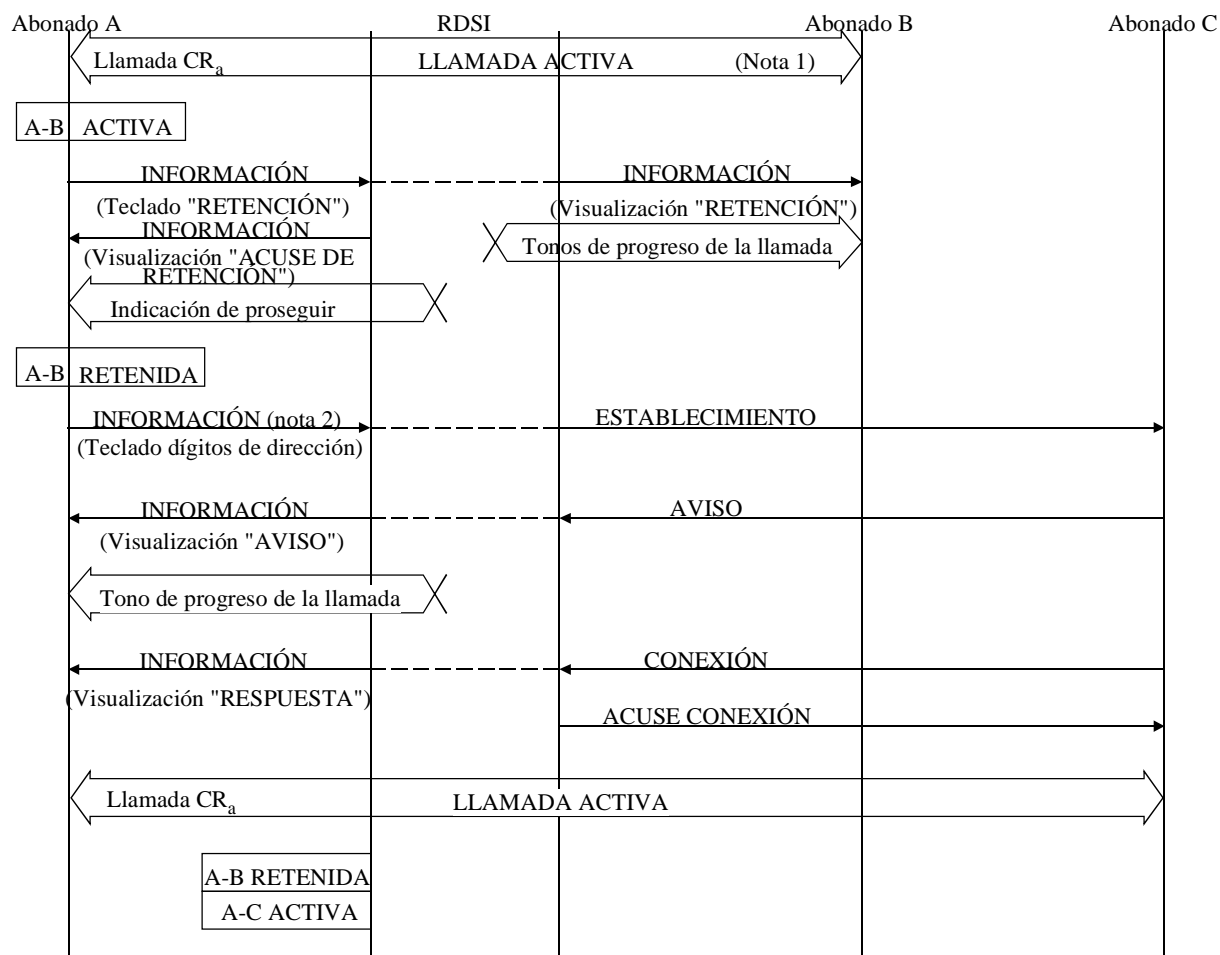 Abonado A RDSI Abonado B Abonado C
Llamada CRa LLAMADA ACTIVA (Nota 1)
A-B ACTIVA
INFORMACIÓN INFORMACIÓN
(Teclado "RETENCIÓN") (Visualización "RETENCIÓN")
INFORMACIÓN
(Visualización "ACUSE DE Tonos de progreso de la llamada
RETENCIÓN")
Indicación de proseguir
A-B RETENIDA
INFORMACIÓN (nota 2) ESTABLECIMIENTO
(Teclado dígitos de dirección)
INFORMACIÓN AVISO
(Visualización "AVISO")
Tono de progreso de la llamada
INFORMACIÓN CONEXIÓN
(Visualización "RESPUESTA")
ACUSE CONEXIÓN
Llamada CRa LLAMADA ACTIVA
A-B RETENIDA
A-C ACTIVA